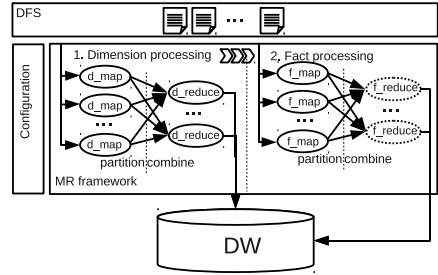 DFS
...
Configuration
1. Dimension processing
2. Fact processing
d_map
d_map
...
d_map
d_reduce
...
d_reduce
partition combine
f_map
f_map
...
f_map
f_reduce
...
f_reduce
partition combine
MR framework
DW